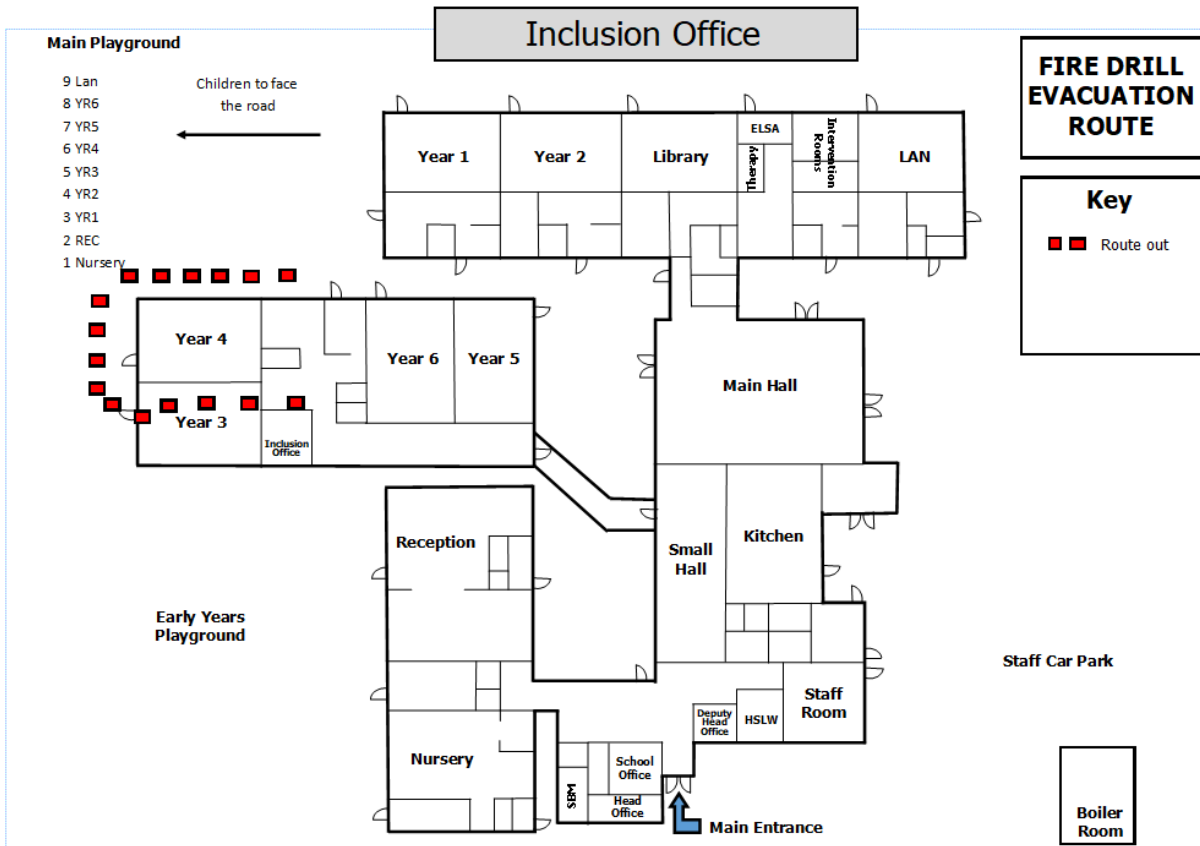 Inclusion Office
Main Playground
9 Lan
8 YR6
7 YR5
6 YR4
5 YR3
4 YR2
3 YR1
2 REC
1 Nursery
Children to face
the road
FIRE DRILL
EVACUATION
ROUTE
Key
Route out
Year 1
Year 2
Library
ELSA
Therapy
Intervention
Rooms
LAN
Year 4
Year 3
Inclusion
Office
Year 6
Year 5
Main Hall
Reception
Small
Hall
Kitchen
Early Years
Playground
Staff Car Park
Nursery
Deputy
Head
Office
HSLW
Staff
Room
SBM
School
Office
Head
Office
Main Entrance
Boiler
Room